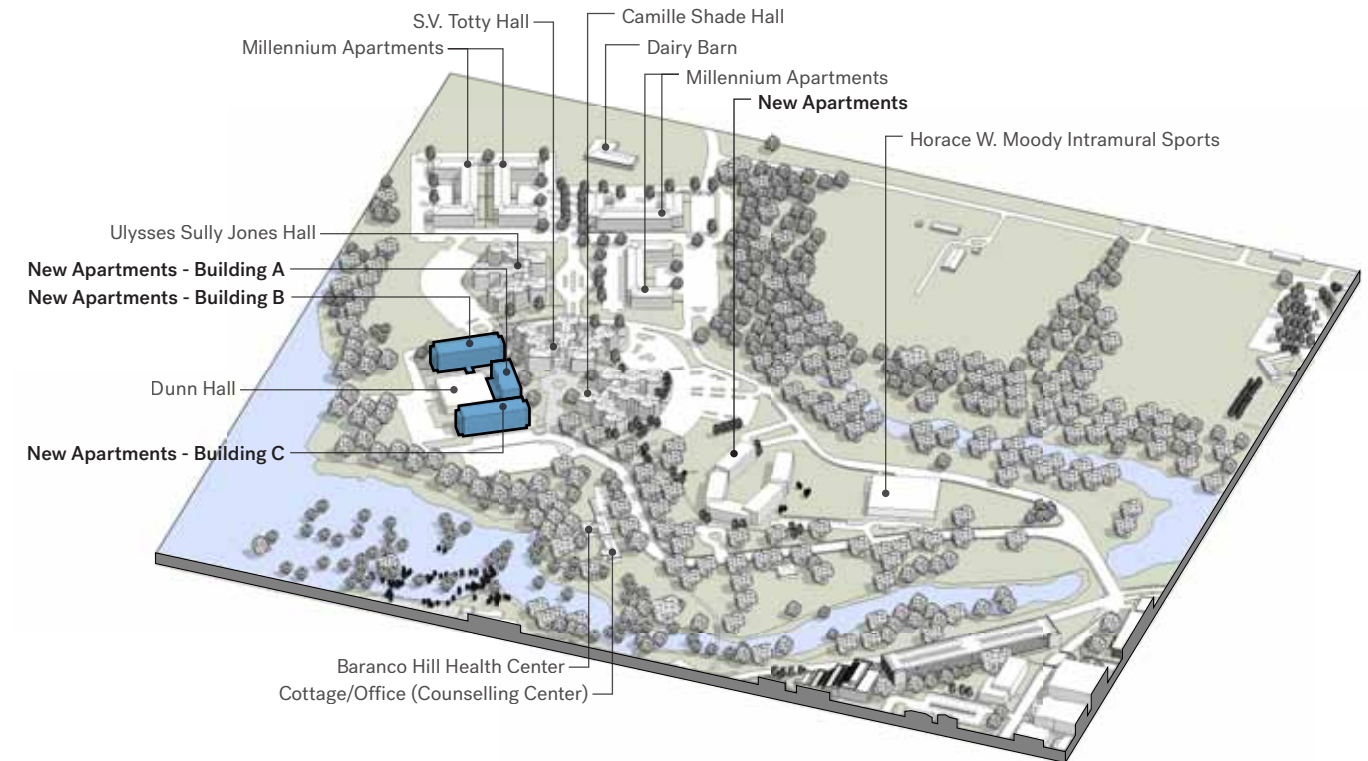 S.V. Totty Hall
Camille Shade Hall
Millennium Apartments
Dairy Barn
Millennium Apartments
New Apartments
Horace W. Moody Intramural Sports
Ulysses Sully Jones Hall
New Apartments - Building A
New Apartments - Building B
Dunn Hall
New Apartments - Building C
Baranco Hill Health Center
Cottage/Office (Counselling Center)